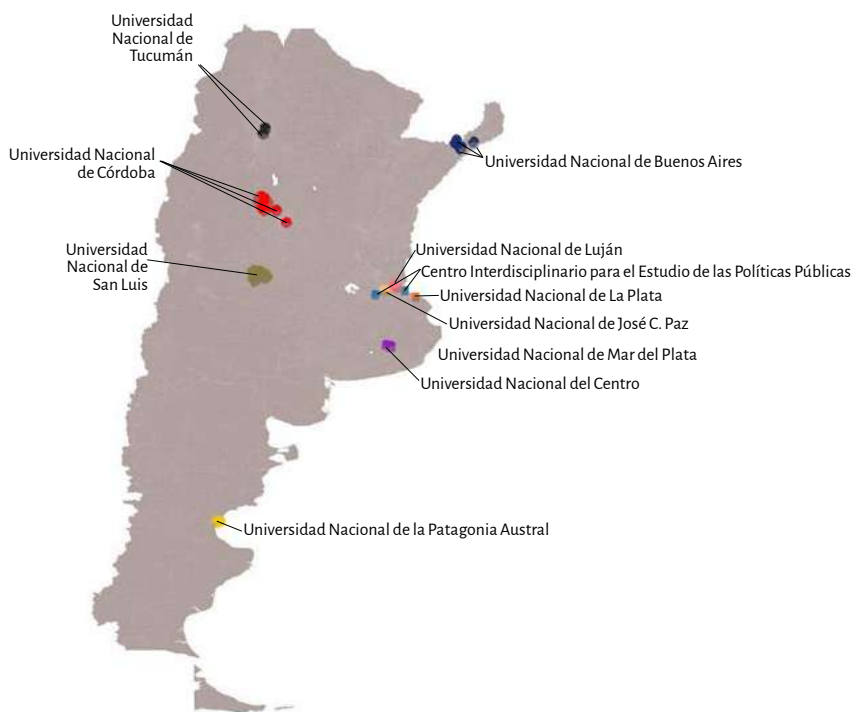 Universidad
Nacional de
Tucumán
Universidad Nacional
de Córdoba
Universidad Nacional de Buenos Aires
Universidad
Nacional de
San Luis
Universidad Nacional de Luján
Centro Interdisciplinario para el Estudio de las Políticas Públicas
Universidad Nacional de La Plata
Universidad Nacional de José C. Paz
Universidad Nacional de Mar del Plata
Universidad Nacional del Centro
Universidad Nacional de la Patagonia Austral